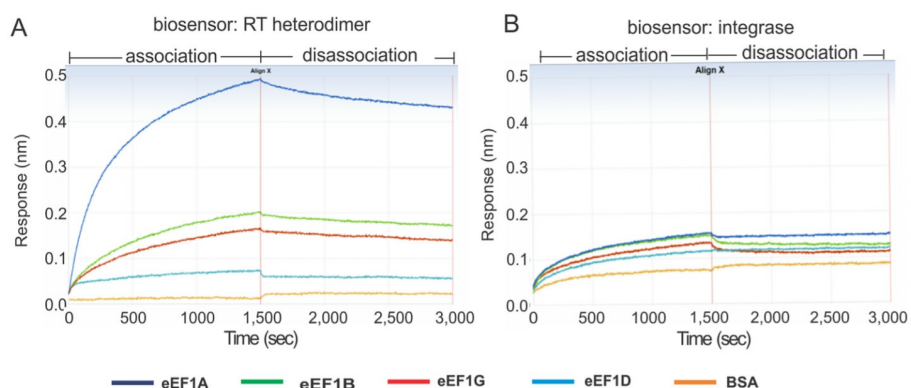 A
biosensor: RT heterodimer
association
disassociation
Align X
Response (nm)
0.5
0.4
0.3
0.2
0.1
0.0
0
500
1000
1,500
2,000
2,500
3,000
Time (sec)
B
biosensor: integrase
association
disassociation
Align X
Response (nm)
0.5
0.4
0.3
0.2
0.1
0.0
0
500
1000
1,500
2,000
2,500
3,000
Time (sec)
eEF1A eEF1B eEF1G eEF1D BSA